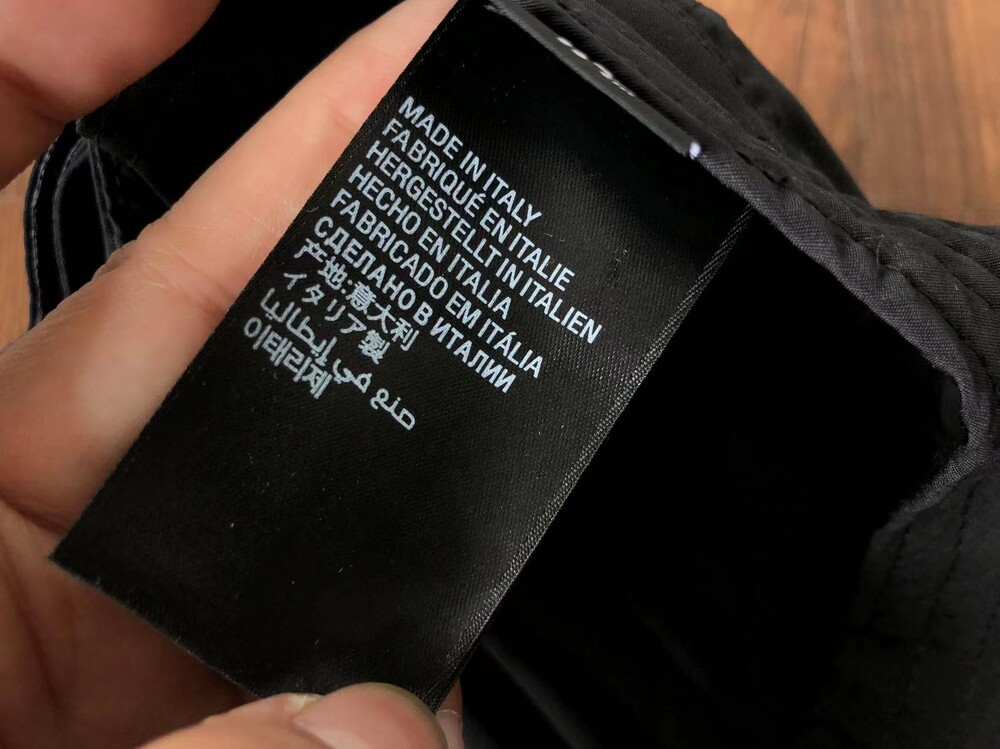 MADE IN ITALY
FABRIQUÉ EN ITALIE
HERGESTELLT IN ITALIEN
HECHO EN ITALIA
FABRICADO EM ITÁLIA
СДЕЛАНО В ИТАЛИИ
产地:意大利
イタリア製
صنع في إيطاليا
이태리제